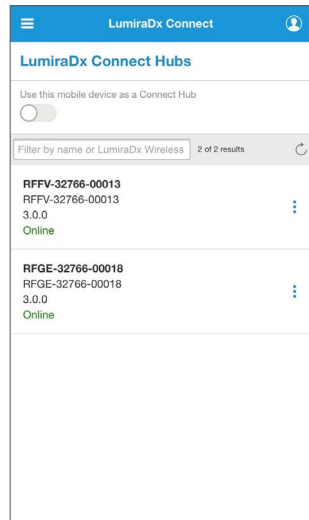 LumiraDx Connect
LumiraDx Connect Hubs
Use this mobile device as a Connect Hub
Filter by name or LumiraDx Wireless
2 of 2 results
RFFV-32766-00013
RFFV-32766-00013
3.0.0
Online
RFGE-32766-00018
RFGE-32766-00018
3.0.0
Online